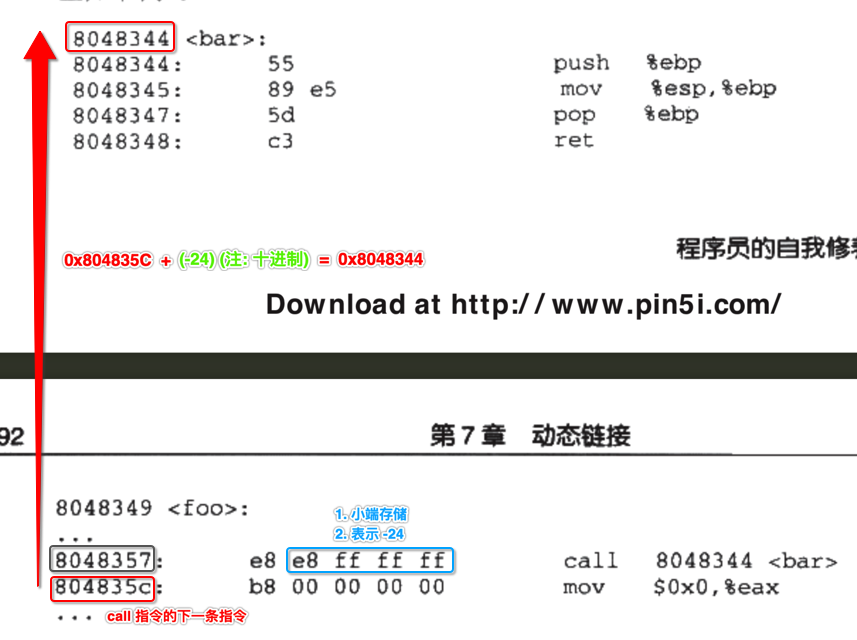 8048344 <bar>:
8048344: 55 push %ebp
8048345: 89 e5 mov %esp,%ebp
8048347: 5d pop %ebp
8048348: c3 ret
程序员的自我修
0x804835C + (-24) (注: 十进制) = 0x8048344
Download at http://www.pin5i.com/
92
第 7 章 动态链接
8048349 <foo>:
1. 小端存储
2. 表示 -24
...
8048357: e8 e8 ff ff ff call 8048344 <bar>
804835c: b8 00 00 00 00 mov $0x0,%eax
... call 指令的下一条指令